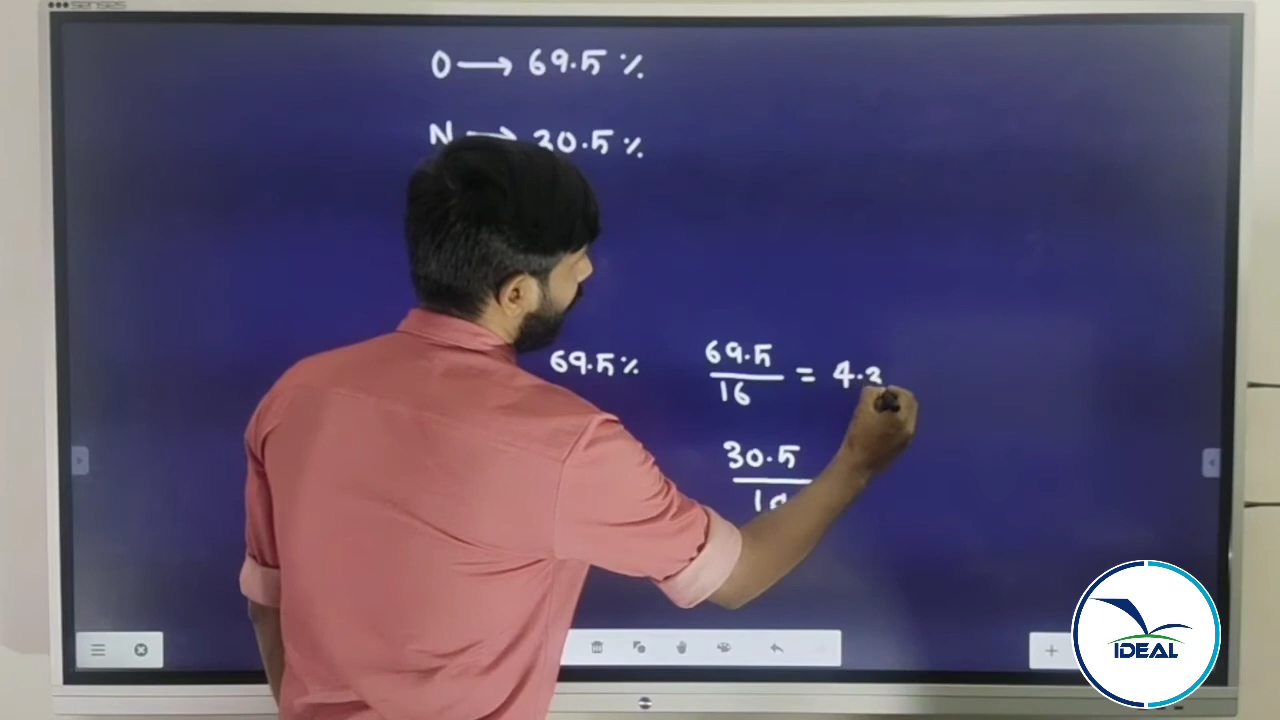 O → 69.5 %
N → 30.5 %
69.5 %
69.5
16
= 4.3
30.5
IDEAL